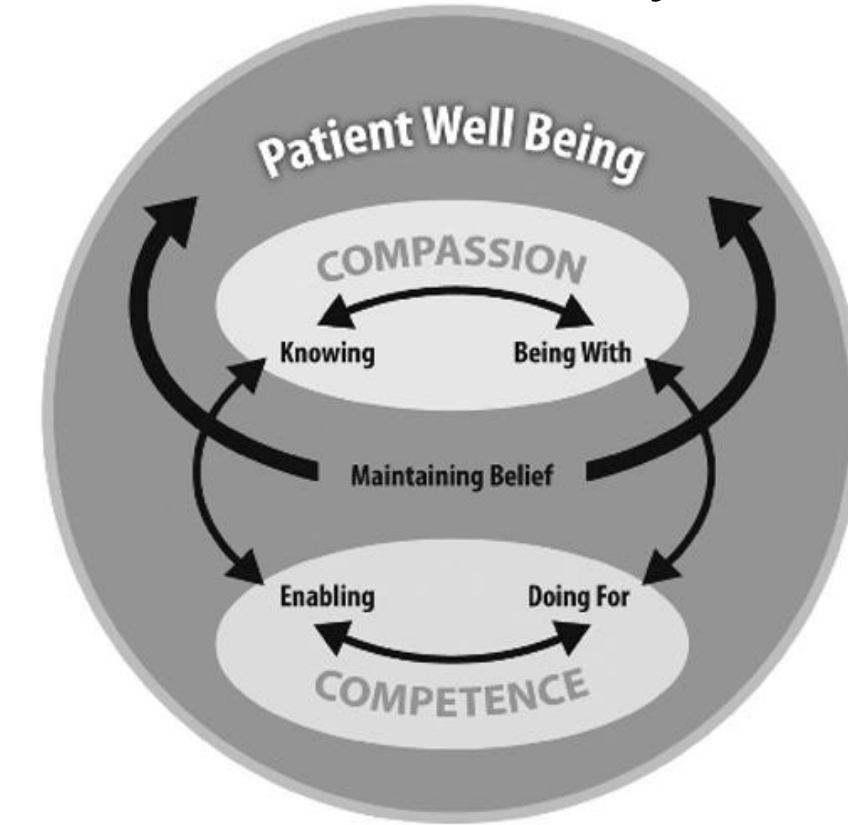 Patient Well Being
COMPASSION
Knowing
Being With
Maintaining Belief
Enabling
Doing For
COMPETENCE